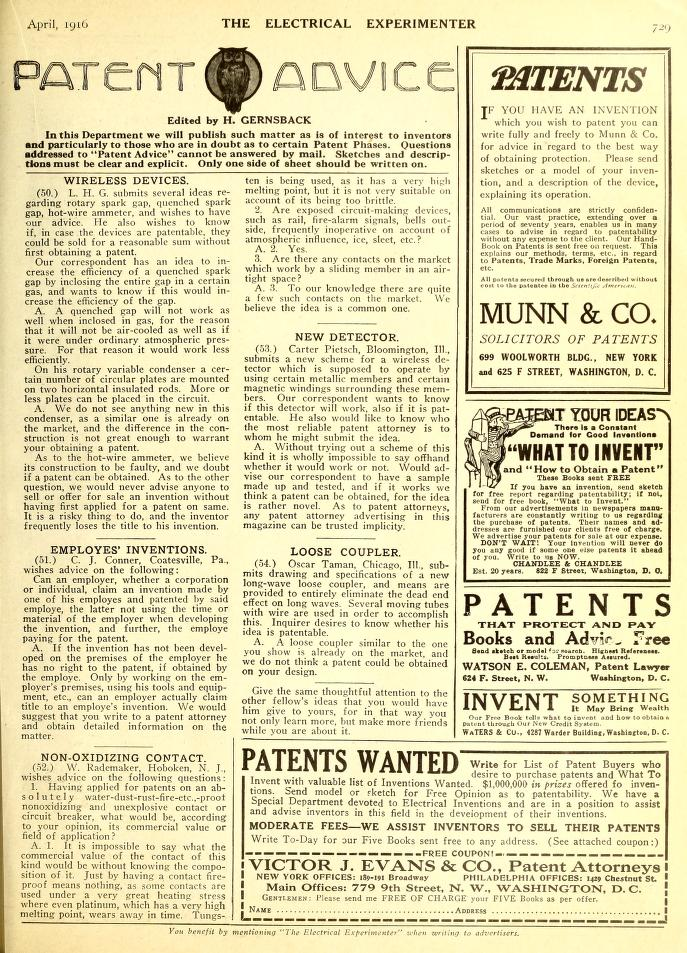 April, 1916
THE ELECTRICAL EXPERIMENTER
729
PATENT ADVICE
Edited by H. GERNSBACK
In this Department we will publish such matter as is of interest to inventors
and particularly to those who are in doubt as to certain Patent Phases. Questions
addressed to "Patent Advice" cannot be answered by mail. Sketches and descrip-
tions must be clear and explicit. Only one side of sheet should be written on.
WIRELESS DEVICES.
(50.) L. H. G. submits several ideas re-
garding rotary spark gap, quenched spark
gap, hot-wire ammeter, and wishes to have
our advice. He also wishes to know
if, in case the devices are patentable, they
could be sold for a reasonable sum without
first obtaining a patent.
Our correspondent has an idea to in-
crease the efficiency of a quenched spark
gap by inclosing the entire gap in a certain
gas, and wants to know if this would in-
crease the efficiency of the gap.
A. A quenched gap will not work as
well when inclosed in gas, for the reason
that it will not be air-cooled as well as if
it were under ordinary atmospheric pres-
sure. For that reason it would work less
efficiently.
On his rotary variable condenser a cer-
tain number of circular plates are mounted
on two horizontal insulated rods. More or
less plates can be placed in the circuit.
A. We do not see anything new in this
condenser, as a similar one is already on
the market, and the difference in the con-
struction is not great enough to warrant
your obtaining a patent.
As to the hot-wire ammeter, we believe
its construction to be faulty, and we doubt
if a patent can be obtained. As to the other
question, we would never advise anyone to
sell or offer for sale an invention without
having first applied for a patent on same.
It is a risky thing to do, and the inventor
frequently loses the title to his invention.
EMPLOYES' INVENTIONS.
(51.) C. J. Conner, Coatesville, Pa.,
wishes advice on the following:
Can an employer, whether a corporation
or individual, claim an invention made by
one of his employes and patented by said
employe, the latter not using the time or
material of the employer when developing
the invention, and further, the employe
paying for the patent.
A. If the invention has not been devel-
oped on the premises of the employer he
has no right to the patent, if obtained by
the employe. Only by working on the em-
ployer's premises, using his tools and equip-
ment, etc., can an employer actually claim
title to an employe's invention. We would
suggest that you write to a patent attorney
and obtain detailed information on the
matter.
NON-OXIDIZING CONTACT.
(52.) W. Rademaker, Hoboken, N. J.,
wishes advice on the following questions:
1. Having applied for patents on an ab-
solutely water-dust-rust-fire-etc.,-proof
nonoxidizing and unexplosive contact or
circuit breaker, what would be, according
to your opinion, its commercial value or
field of application?
A. 1. It is impossible to say what the
commercial value of the contact of this
kind would be without knowing the compo-
sition of it. Just by having a contact fire-
proof means nothing, as some contacts are
used under a very great heating stress
where even platinum, which has a very high
melting point, wears away in time. Tungs-
ten is being used, as it has a very high
melting point, but it is not very suitable on
account of its being too brittle.
2. Are exposed circuit-making devices,
such as rail, fire-alarm signals, bells out-
side, frequently inoperative on account of
atmospheric influence, ice, sleet, etc.?
A. 2. Yes.
3. Are there any contacts on the market
which work by a sliding member in an air-
tight space?
A. 3. To our knowledge there are quite
a few such contacts on the market. We
believe the idea is a common one.
NEW DETECTOR.
(53.) Carter Pietsch, Bloomington, Ill.,
submits a new scheme for a wireless de-
tector which is supposed to operate by
using certain metallic members and certain
magnetic windings surrounding these mem-
bers. Our correspondent wants to know
if this detector will work, also if it is pat-
entable. He also would like to know who
the most reliable patent attorney is to
whom he might submit the idea.
A. Without trying out a scheme of this
kind it is wholly impossible to say offhand
whether it would work or not. Would ad-
vise our correspondent to have a sample
made up and tested, and if it works we
think a patent can be obtained, for the idea
is rather novel. As to patent attorneys,
any patent attorney advertising in this
magazine can be trusted implicity.
LOOSE COUPLER.
(54.) Oscar Taman, Chicago, Ill., sub-
mits drawing and specifications of a new
long-wave loose coupler, and means are
provided to entirely eliminate the dead end
effect on long waves. Several moving tubes
with wire are used in order to accomplish
this. Inquirer desires to know whether his
idea is patentable.
A. A loose coupler similar to the one
you show is already on the market, and
we do not think a patent could be obtained
on your design.
Give the same thoughtful attention to the
other fellow's ideas that you would have
him give to yours, for in that way you
not only learn more, but make more friends
while you are about it.
PATENTS
IF YOU HAVE AN INVENTION
which you wish to patent you can
write fully and freely to Munn & Co.
for advice in regard to the best way
of obtaining protection. Please send
sketches or a model of your inven-
tion, and a description of the device,
explaining its operation.
All communications are strictly confiden-
tial. Our vast practice, extending over a
period of seventy years, enables us in many
cases to advise in regard to patentability
without any expense to the client. Our Hand-
Book on Patents is sent free on request. This
explains our methods, terms, etc., in regard
to Patents, Trade Marks, Foreign Patents,
etc.
All patents secured through us are described without
cost to the patentee in the Scientific American.
MUNN & CO.
SOLICITORS OF PATENTS
699 WOOLWORTH BLDG., NEW YORK
and 625 F STREET, WASHINGTON, D. C.
PATENT YOUR IDEAS
There is a Constant
Demand for Good Inventions
"WHAT TO INVENT"
and "How to Obtain a Patent"
These Books sent FREE
If you have an invention, send sketch
for free report regarding patentability; if not,
send for free book, "What to Invent."
From our advertisements in newspapers manu-
facturers are constantly writing to us regarding
the purchase of patents. Their names and ad-
dresses are furnished our clients free of charge.
We advertise your patents for sale at our expense.
DON'T WAIT! Your invention will never do
you any good if some one else patents it ahead
of you. Write to us NOW.
CHANDLEE & CHANDLEE
Est. 20 years. 822 F Street, Washington, D. C.
PATENTS
THAT PROTECT AND PAY
Books and Advice Free
Send sketch or model for search. Highest References.
Best Results. Promptness Assured.
WATSON E. COLEMAN, Patent Lawyer
624 F. Street, N. W. Washington, D. C.
INVENT SOMETHING
It May Bring Wealth
Our Free Book tells what to invent and how to obtain a
patent through Our New Credit System.
WATERS & CO., 4287 Warder Building, Washington, D. C.
PATENTS WANTED Write for List of Patent Buyers who
desire to purchase patents and What To
Invent with valuable list of Inventions Wanted. $1,000,000 in prizes offered fo inven-
tions. Send model or sketch for Free Opinion as to patentability. We have a
Special Department devoted to Electrical Inventions and are in a position to assist
and advise inventors in this field in the development of their inventions.
MODERATE FEES—WE ASSIST INVENTORS TO SELL THEIR PATENTS
Write To-Day for our Five Books sent free to any address. (See attached coupon:)
FREE COUPON!
VICTOR J. EVANS & CO., Patent Attorneys
NEW YORK OFFICES: 189-191 Broadway PHILADELPHIA OFFICES: 1429 Chestnut St.
Main Offices: 779 9th Street, N. W., WASHINGTON, D. C.
GENTLEMEN: Please send me FREE OF CHARGE your FIVE Books as per offer.
NAME ADDRESS
You benefit by mentioning "The Electrical Experimenter" when writing to advertisers.